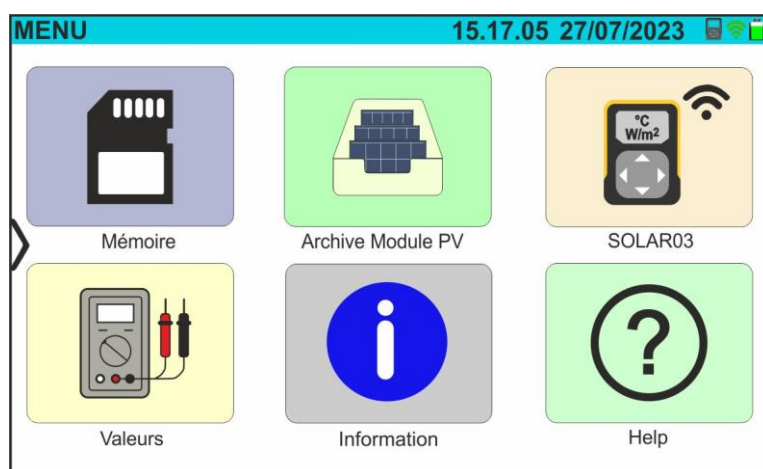 MENU 15.17.05 27/07/2023
°C
W/m²
Mémoire Archive Module PV SOLAR03
i ?
Valeurs Information Help